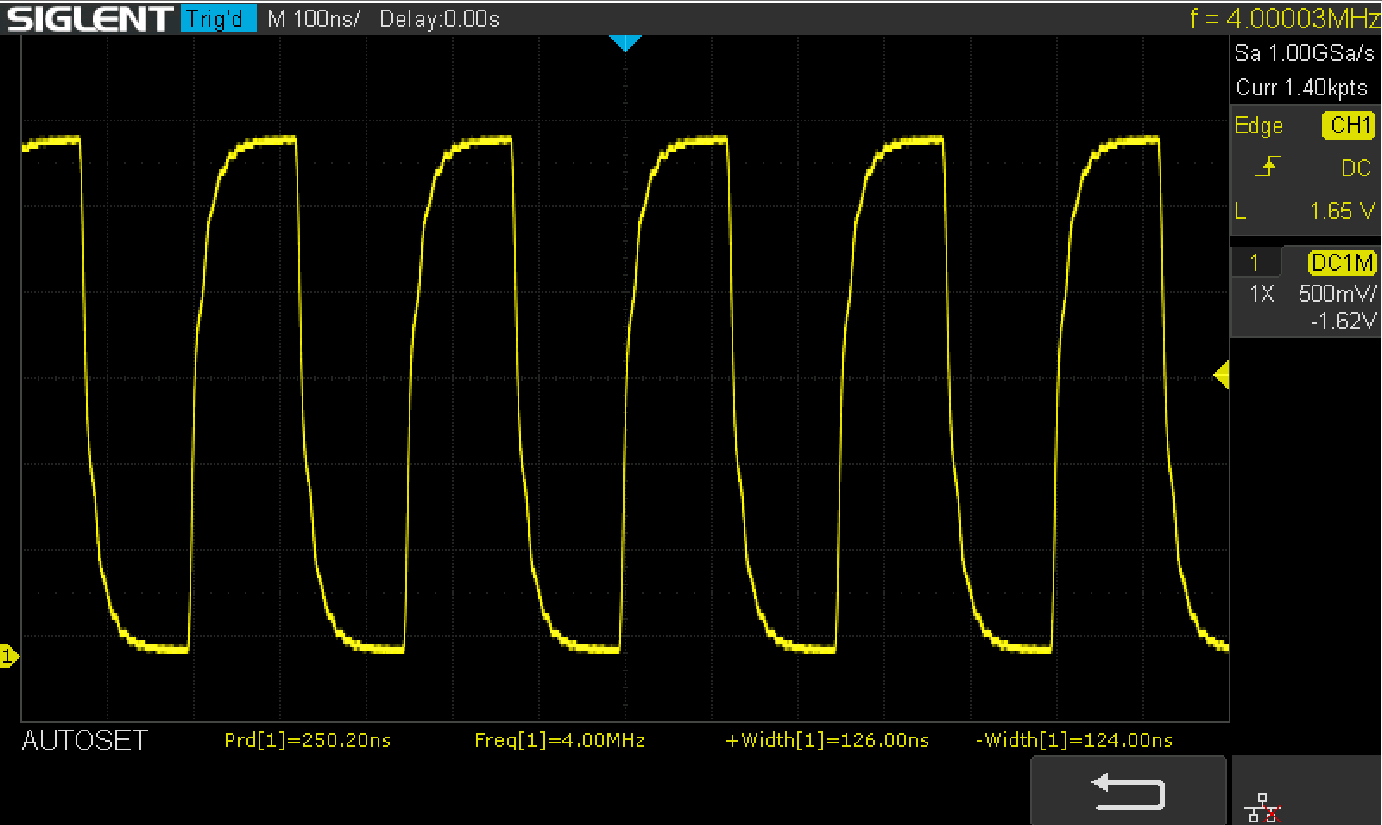 SIGLENT Trig'd M 100ns/ Delay:0.00s f = 4.00003MHz
Sa 1.00GSa/s
Curr 1.40kpts
Edge CH1
DC
L 1.65 V
1 DC1M
1X 500mV/
-1.62V
1
AUTOSET Prd[1]=250.20ns Freq[1]=4.00MHz +Width[1]=126.00ns -Width[1]=124.00ns